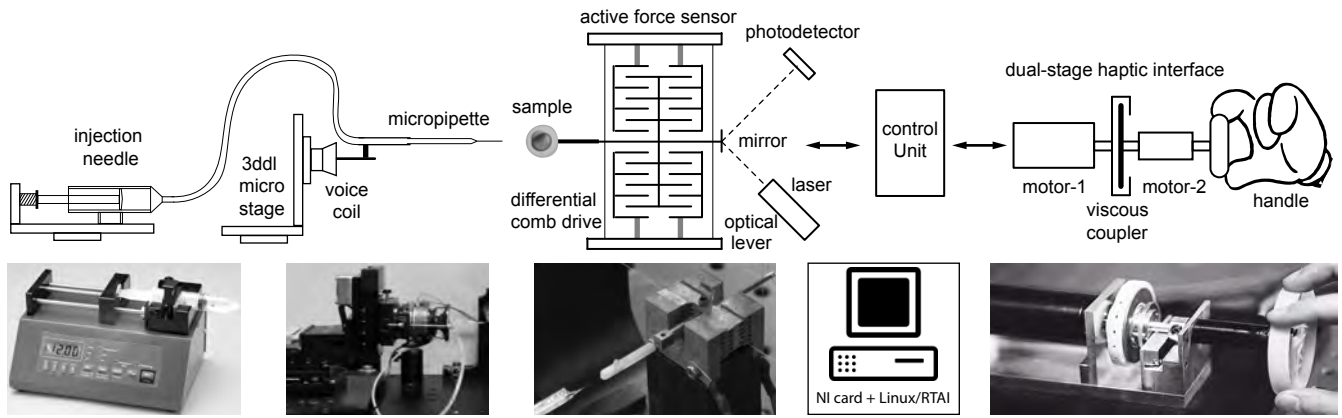 active force sensor
photodetector
dual-stage haptic interface
micropipette
sample
injection
needle
control
Unit
mirror
3ddl
micro
stage
laser
motor-1
motor-2
voice
coil
differential
comb drive
optical
lever
viscous
coupler
handle
12.00
NI card + Linux/RTAI